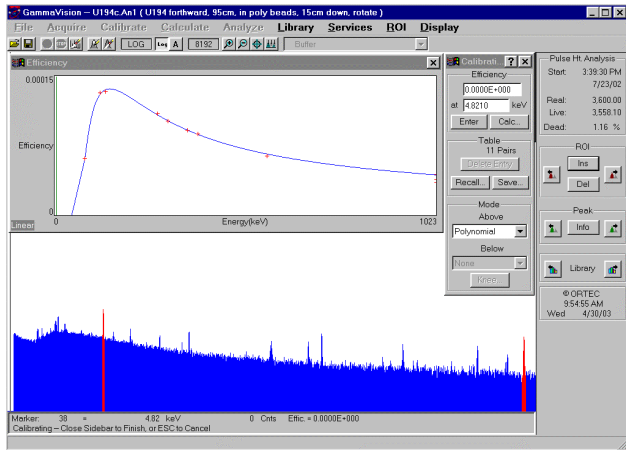 GammaVision - U194c.An1 ( U194 forthward, 95cm, in poly beads, 15cm down, rotate )
File Acquire Calibrate Calculate Analyze Library Services ROI Display
LOG Log A 8192 Buffer
Efficiency
0.00015
Efficiency
0
Linear
0 Energy(keV) 1023
Calibrati...
Efficiency
0.0000E+000
at 4.8210 keV
Enter Calc...
Table
11 Pairs
Delete Entry
Recall... Save...
Mode
Above
Polynomial
Below
None
Knee...
Pulse Ht. Analysis
Start: 3:39:30 PM
7/23/02
Real: 3,600.00
Live: 3,558.10
Dead: 1.16 %
ROI
Ins
Del
Peak
Info
Library
© ORTEC
9:54:55 AM
Wed 4/30/03
Marker: 38 = 4.82 keV 0 Cnts Effic. = 0.0000E+000
Calibrating -- Close Sidebar to Finish, or ESC to Cancel